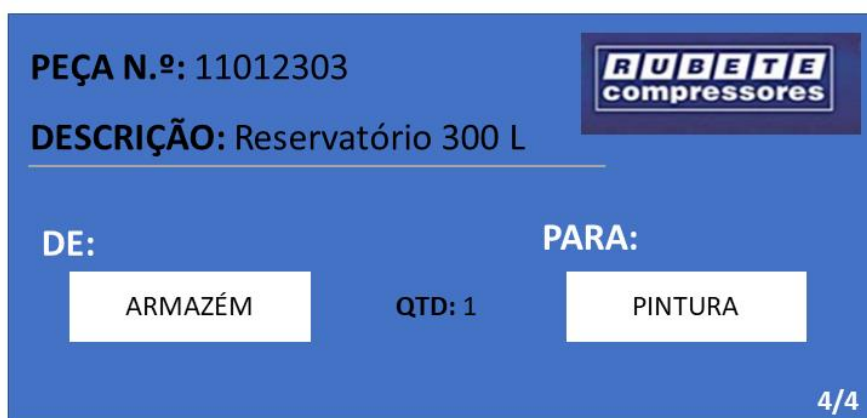 PEÇA N.º: 11012303
RUBETE
compressores
DESCRIÇÃO: Reservatório 300 L
DE:
PARA:
ARMAZÉM
QTD: 1
PINTURA
4/4